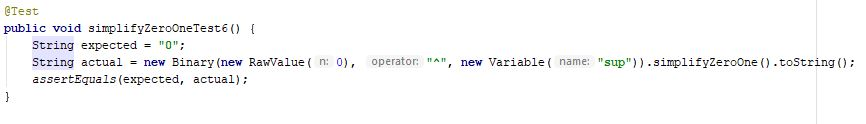 @Test
public void simplifyZeroOneTest6() {
String expected = "0";
String actual = new Binary(new RawValue( n: 0), operator: "^", new Variable( name: "sup")).simplifyZeroOne().toString();
assertEquals(expected, actual);
}